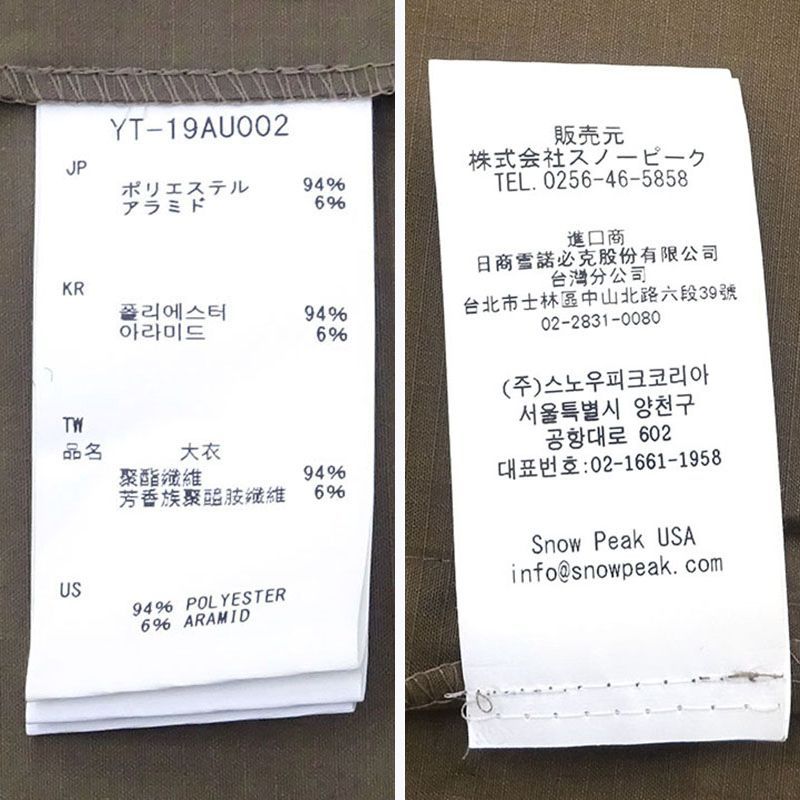 YT-19AU002
JP
ポリエステル 94%
アラミド 6%
KR
폴리에스터 94%
아라미드 6%
TW
品名 大衣
聚酯纖維 94%
芳香族聚醯胺纖維 6%
US
94% POLYESTER
6% ARAMID
販売元
株式会社スノーピーク
TEL.0256-46-5858
進口商
日商雪諾必克股份有限公司
台灣分公司
台北市士林區中山北路六段39號
02-2831-0080
(주)스노우피크코리아
서울특별시 양천구
공항대로 602
대표번호:02-1661-1958
Snow Peak USA
info@snowpeak.com